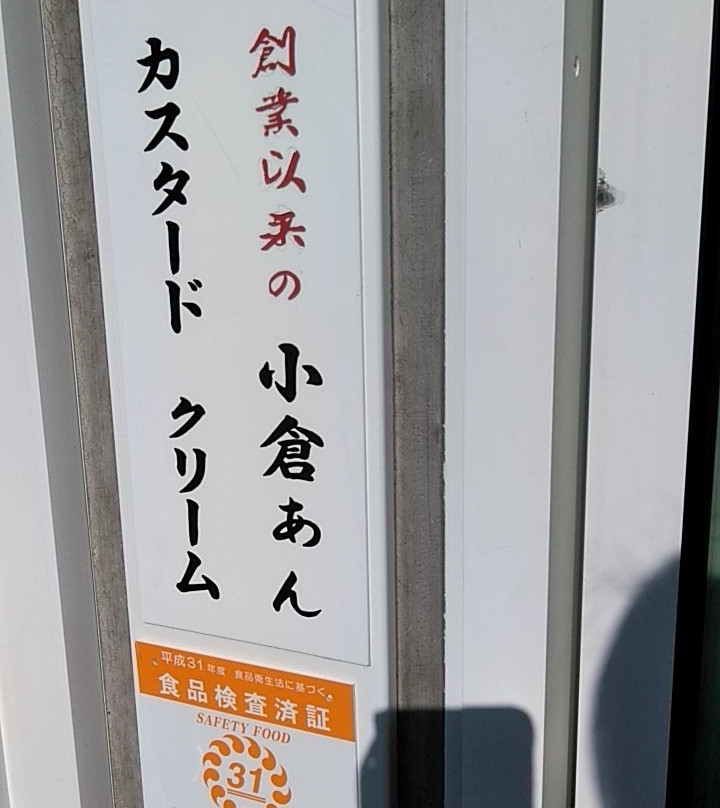 創業以来の 小倉あん
カスタード クリーム
平成31年度 食品衛生法に基づく
食品検査済証
SAFETY FOOD
31